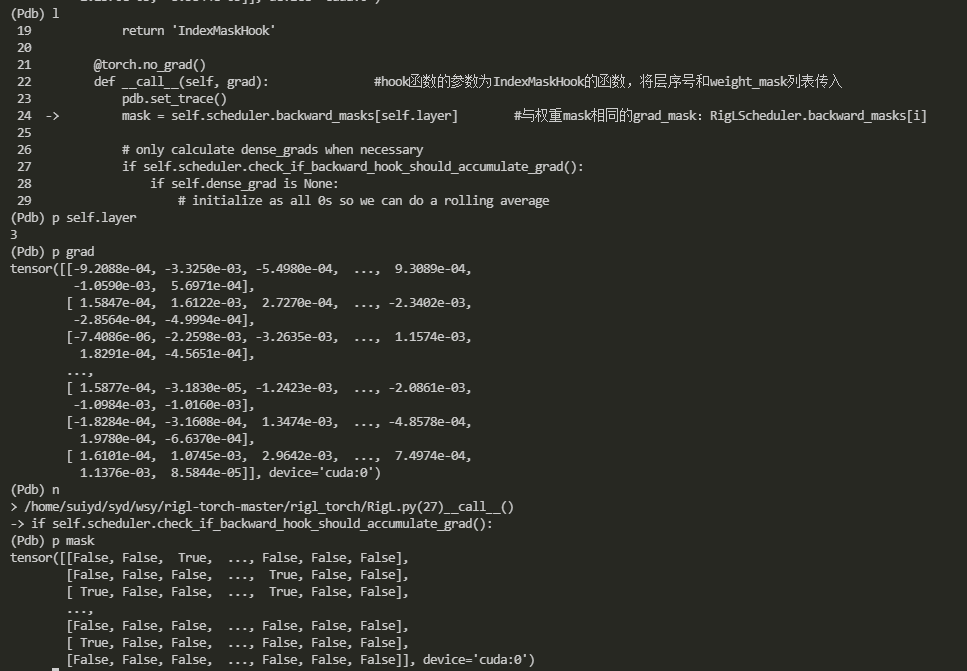 (Pdb) l
 19             return 'IndexMaskHook'
 20
 21         @torch.no_grad()
 22         def __call__(self, grad):               #hook函数的参数为IndexMaskHook的函数，将层序号和weight_mask列表传入
 23             pdb.set_trace()
 24  ->         mask = self.scheduler.backward_masks[self.layer]        #与权重mask相同的grad_mask: RigLScheduler.backward_masks[i]
 25
 26             # only calculate dense_grads when necessary
 27             if self.scheduler.check_if_backward_hook_should_accumulate_grad():
 28                 if self.dense_grad is None:
 29                     # initialize as all 0s so we can do a rolling average
(Pdb) p self.layer
3
(Pdb) p grad
tensor([[-9.2088e-04, -3.3250e-03, -5.4980e-04,  ...,  9.3089e-04,
         -1.0590e-03,  5.6971e-04],
        [ 1.5847e-04,  1.6122e-03,  2.7270e-04,  ..., -2.3402e-03,
         -2.8564e-04, -4.9994e-04],
        [-7.4086e-06, -2.2598e-03, -3.2635e-03,  ...,  1.1574e-03,
          1.8291e-04, -4.5651e-04],
        ...,
        [ 1.5877e-04, -3.1830e-05, -1.2423e-03,  ..., -2.0861e-03,
         -1.0984e-03, -1.0160e-03],
        [-1.8284e-04, -3.1608e-04,  1.3474e-03,  ..., -4.8578e-04,
          1.9780e-04, -6.6370e-04],
        [ 1.6101e-04,  1.0745e-03,  2.9642e-03,  ...,  7.4974e-04,
          1.1376e-03,  8.5844e-05]], device='cuda:0')
(Pdb) n
> /home/suiyd/syd/wsy/rigl-torch-master/rigl_torch/RigL.py(27)__call__()
-> if self.scheduler.check_if_backward_hook_should_accumulate_grad():
(Pdb) p mask
tensor([[False, False,  True,  ..., False, False, False],
        [False, False, False,  ...,  True, False, False],
        [ True, False, False,  ...,  True, False, False],
        ...,
        [False, False, False,  ..., False, False, False],
        [ True, False, False,  ..., False, False, False],
        [False, False, False,  ..., False, False, False]], device='cuda:0')